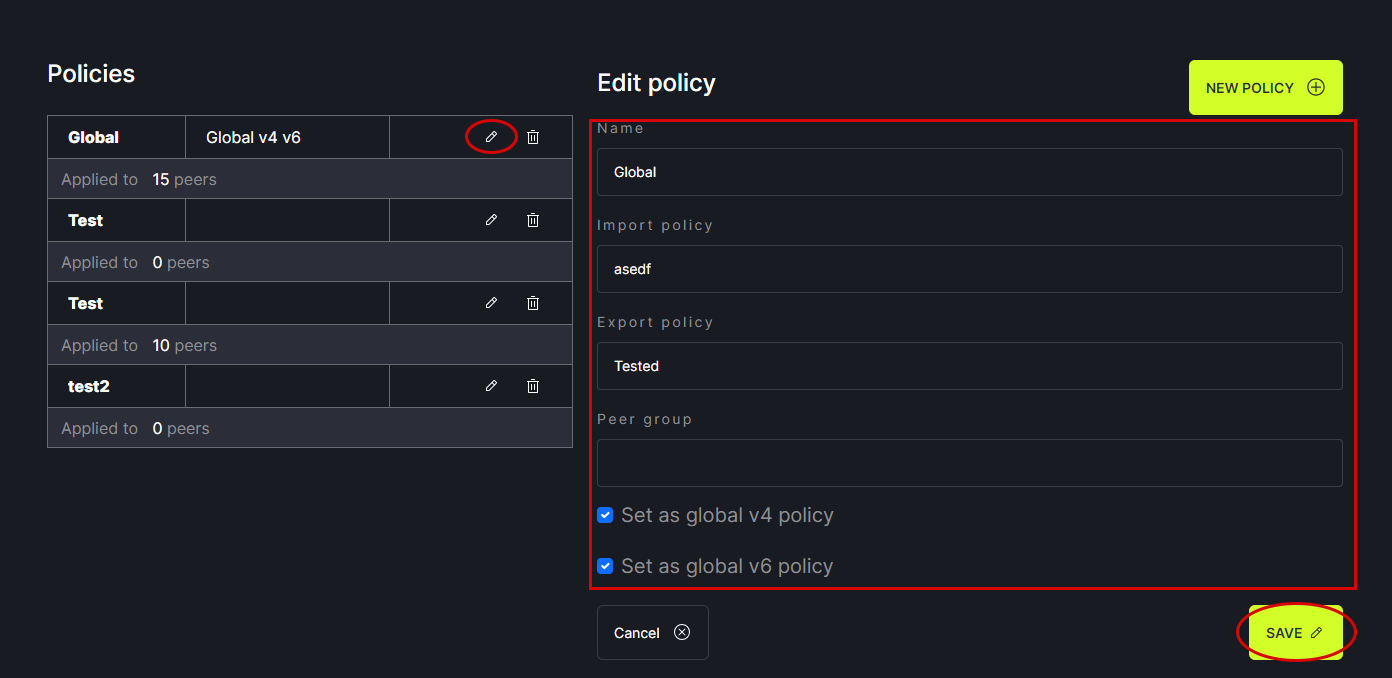 Policies
Global Global v4 v6
Applied to 15 peers
Test
Applied to 0 peers
Test
Applied to 10 peers
test2
Applied to 0 peers
Edit policy
NEW POLICY
Name
Global
Import policy
asedf
Export policy
Tested
Peer group
Set as global v4 policy
Set as global v6 policy
Cancel
SAVE